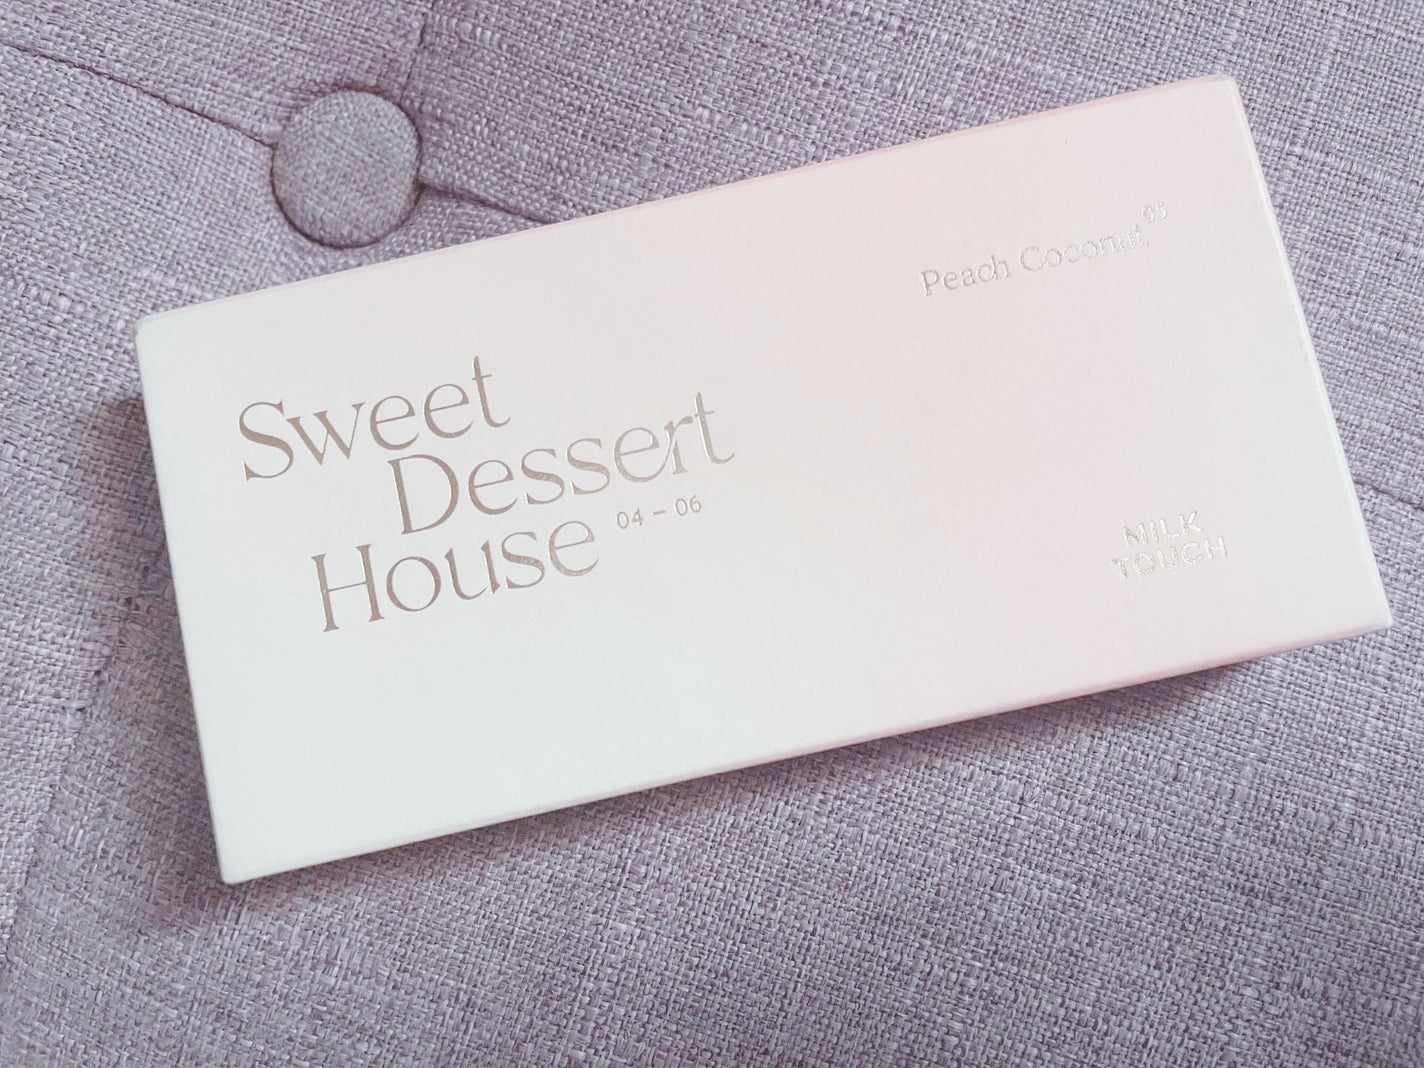 Peach Coconut 05
Sweet
Dessert
House 04 – 06
MILK
TOUCH